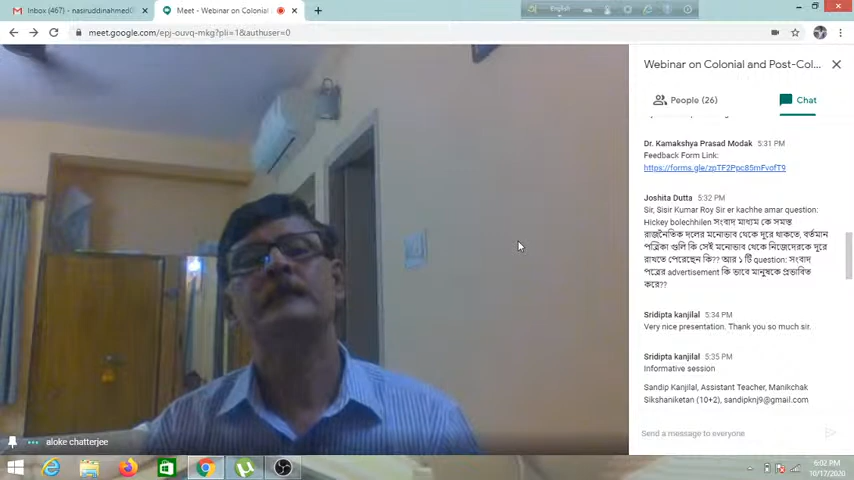 Inbox (467) - nasiruddinahmed0
Meet - Webinar on Colonial
English
meet.google.com/epj-ouvq-mkg?pli=1&authuser=0
Webinar on Colonial and Post-Col...
People (26)
Chat
Dr. Kamakshya Prasad Modak 5:31 PM
Feedback Form Link:
https://forms.gle/zpTF2Ppc85mFvofT9
Joshita Dutta 5:32 PM
Sir, Sisir Kumar Roy Sir er kachhe amar question:
Hickey bolechhilen সংবাদ মাধ্যম কে সমস্ত
রাজনৈতিক দলের মনোভাব থেকে দূরে থাকতে, বর্তমান
পত্রিকা গুলি কি সেই মনোভাব থেকে নিজেদেরকে দূরে
রাখতে পেরেছেন কি?? আর ১ টি question: সংবাদ
পত্রের advertisement কি ভাবে মানুষকে প্রভাবিত
করে??
Sridipta kanjilal 5:34 PM
Very nice presentation. Thank you so much sir.
Sridipta kanjilal 5:35 PM
Informative session
Sandip Kanjilal, Assistant Teacher, Manikchak
Sikshaniketan (10+2), sandipknj9@gmail.com
Send a message to everyone
aloke chatterjee
6:02 PM
10/17/2020